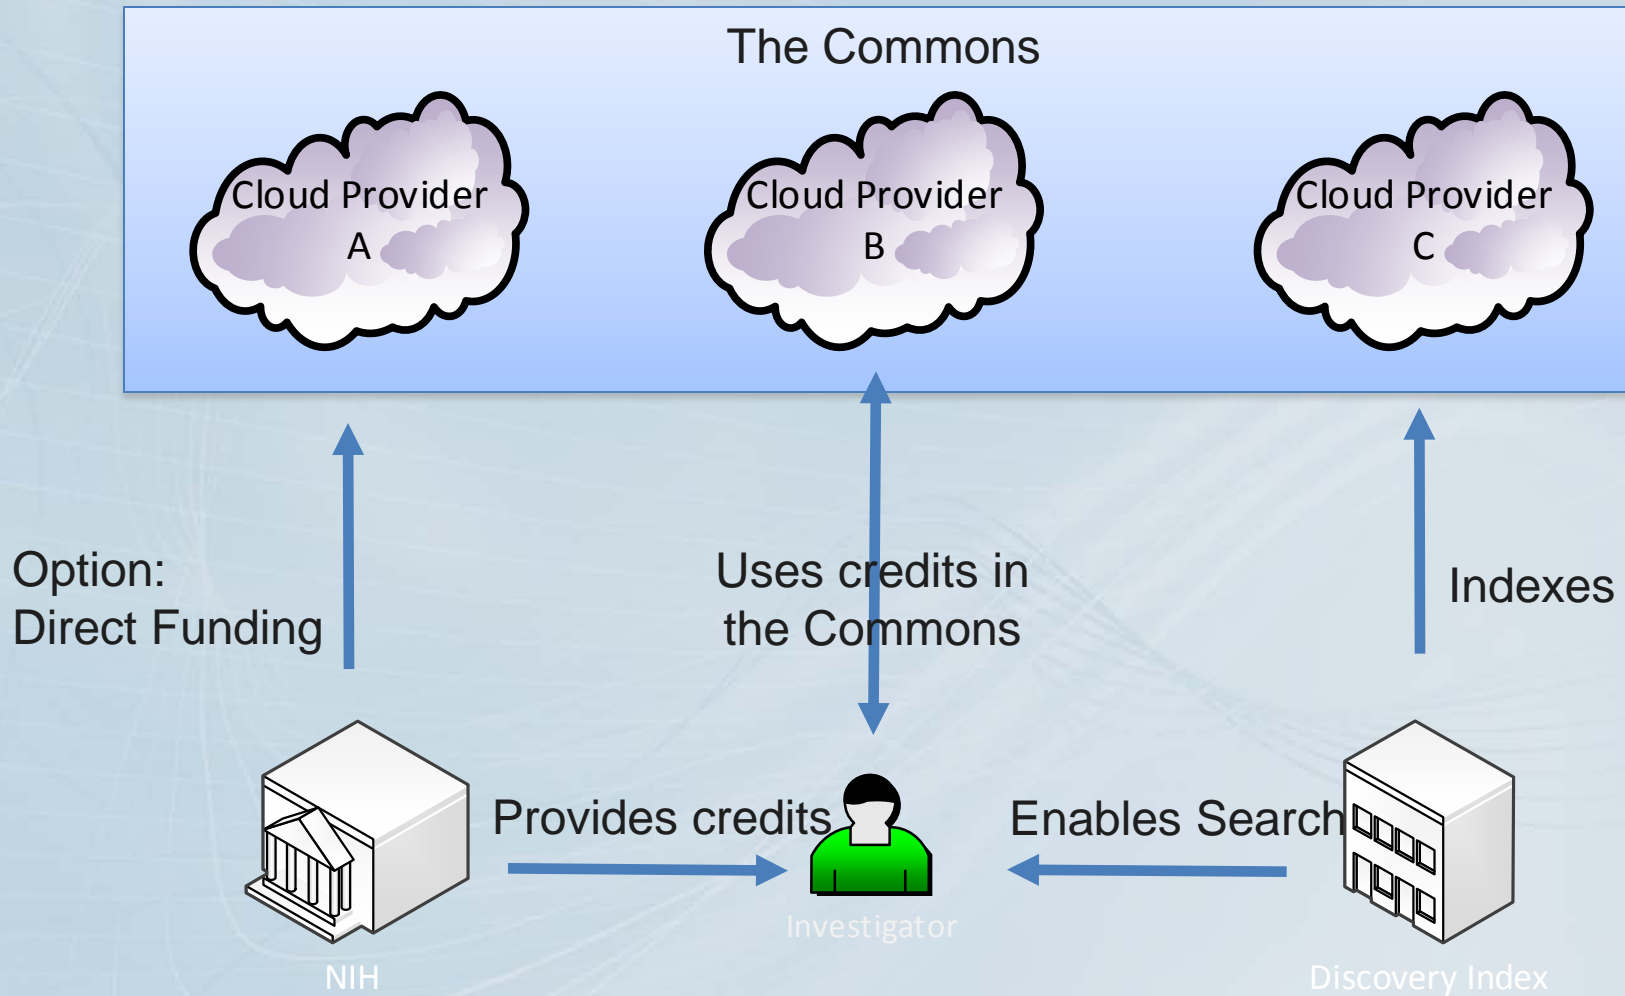 The Commons
Cloud Provider
A
Cloud Provider
B
Cloud Provider
C
Option:
Direct Funding
Uses credits in
the Commons
Indexes
Provides credits
Enables Search
Investigator
NIH
Discovery Index